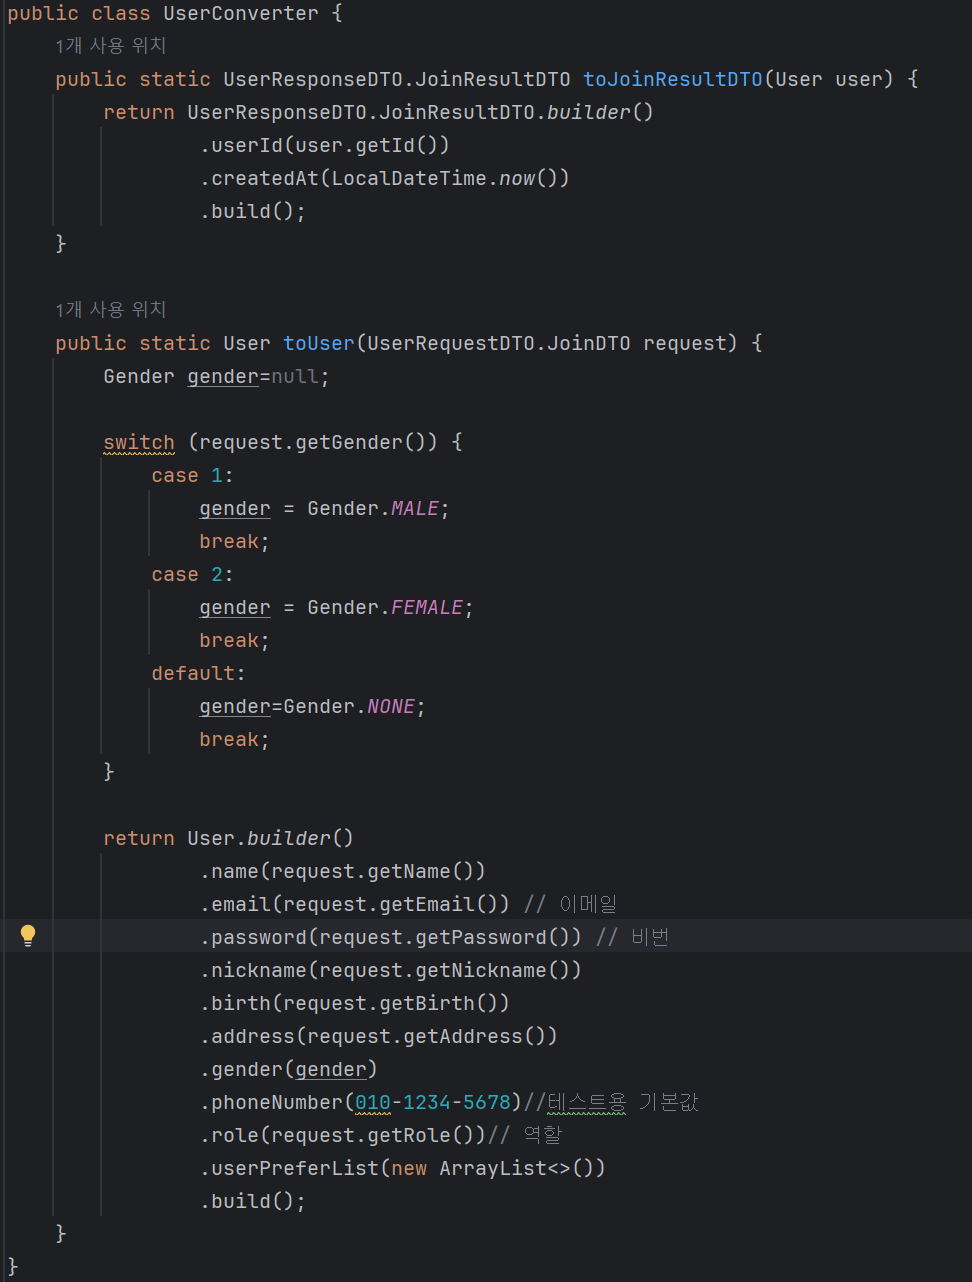 public class UserConverter {
1개 사용 위치
public static UserResponseDTO.JoinResultDTO toJoinResultDTO(User user) {
return UserResponseDTO.JoinResultDTO.builder()
.userId(user.getId())
.createdAt(LocalDateTime.now())
.build();
}
1개 사용 위치
public static User toUser(UserRequestDTO.JoinDTO request) {
Gender gender=null;
switch (request.getGender()) {
case 1:
gender = Gender.MALE;
break;
case 2:
gender = Gender.FEMALE;
break;
default:
gender=Gender.NONE;
break;
}
return User.builder()
.name(request.getName())
.email(request.getEmail()) // 이메일
.password(request.getPassword()) // 비번
.nickname(request.getNickname())
.birth(request.getBirth())
.address(request.getAddress())
.gender(gender)
.phoneNumber(010-1234-5678)//테스트용 기본값
.role(request.getRole())// 역할
.userPreferList(new ArrayList<>())
.build();
}
}